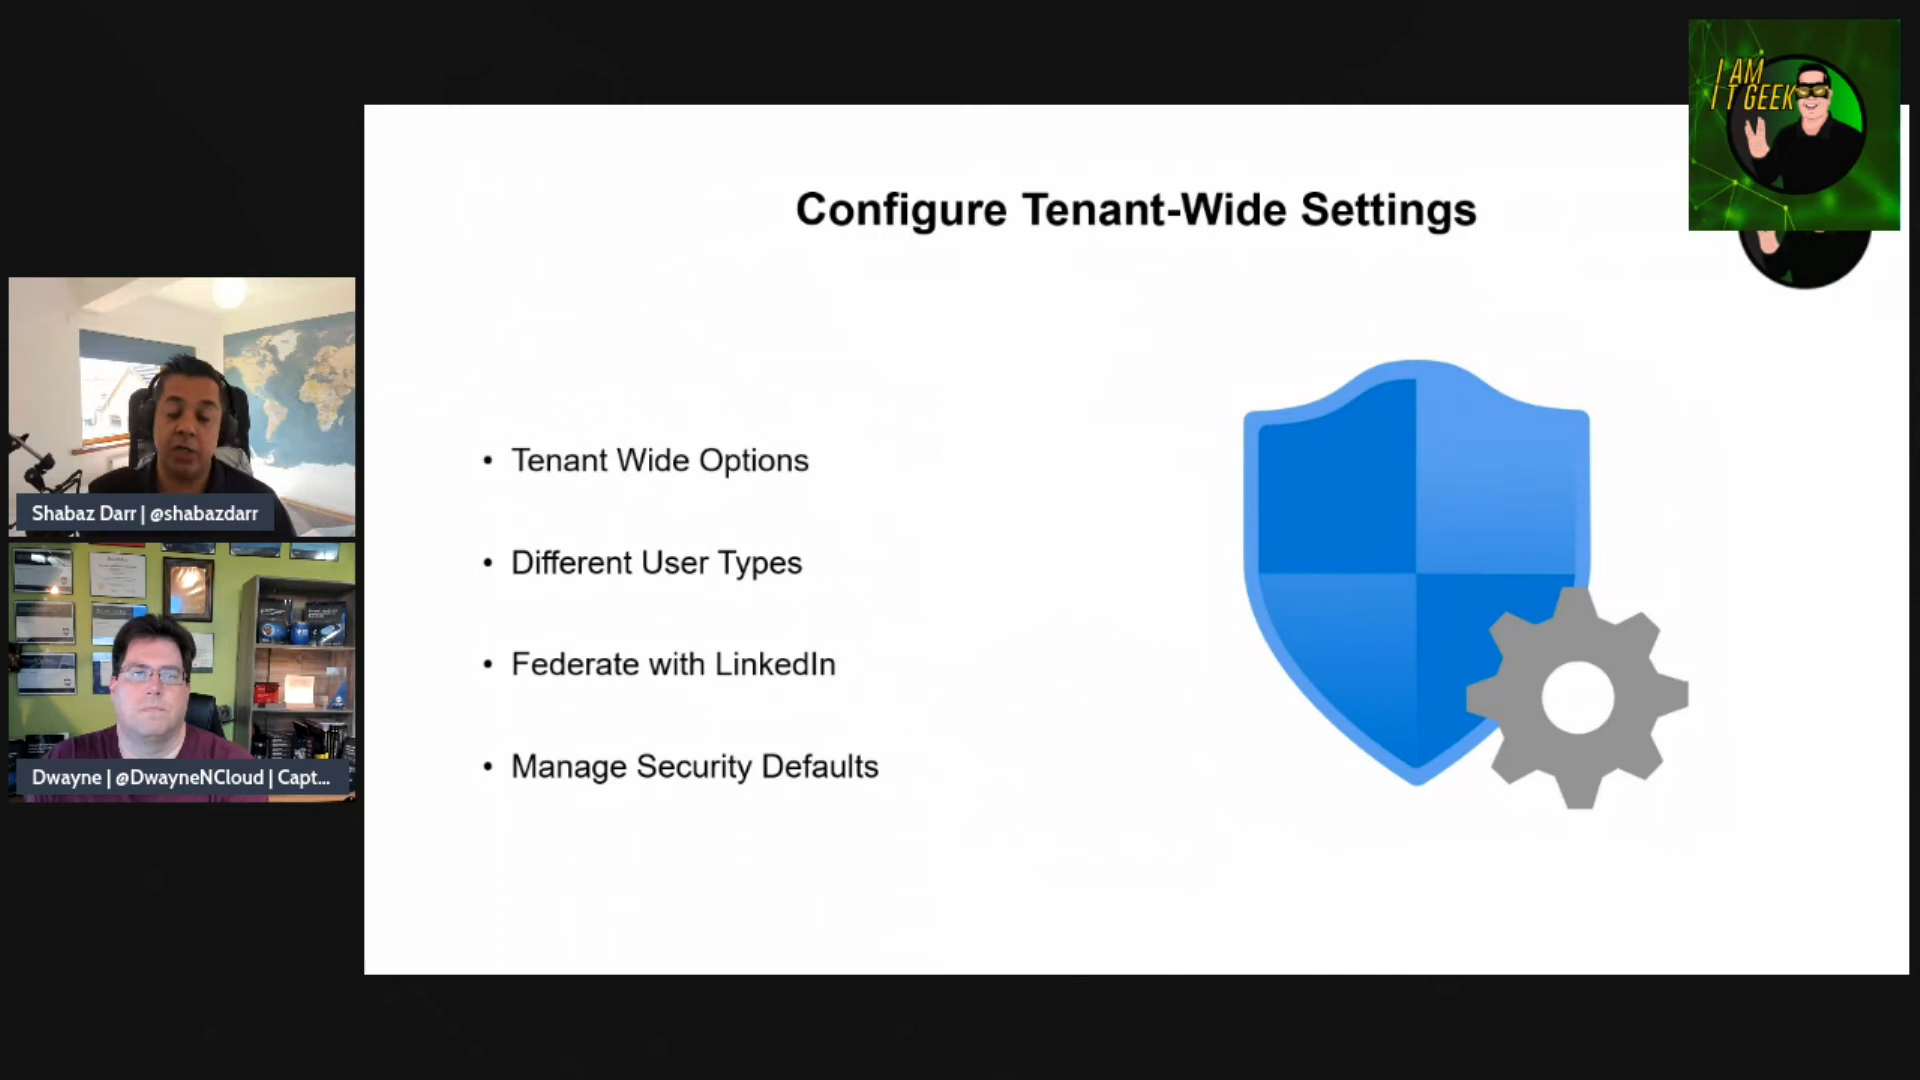 I AM
I T GEEK
Configure Tenant-Wide Settings
• Tenant Wide Options
• Different User Types
• Federate with LinkedIn
• Manage Security Defaults
Shabaz Darr | @shabazdarr
Dwayne | @DwayneNCloud | Capt...